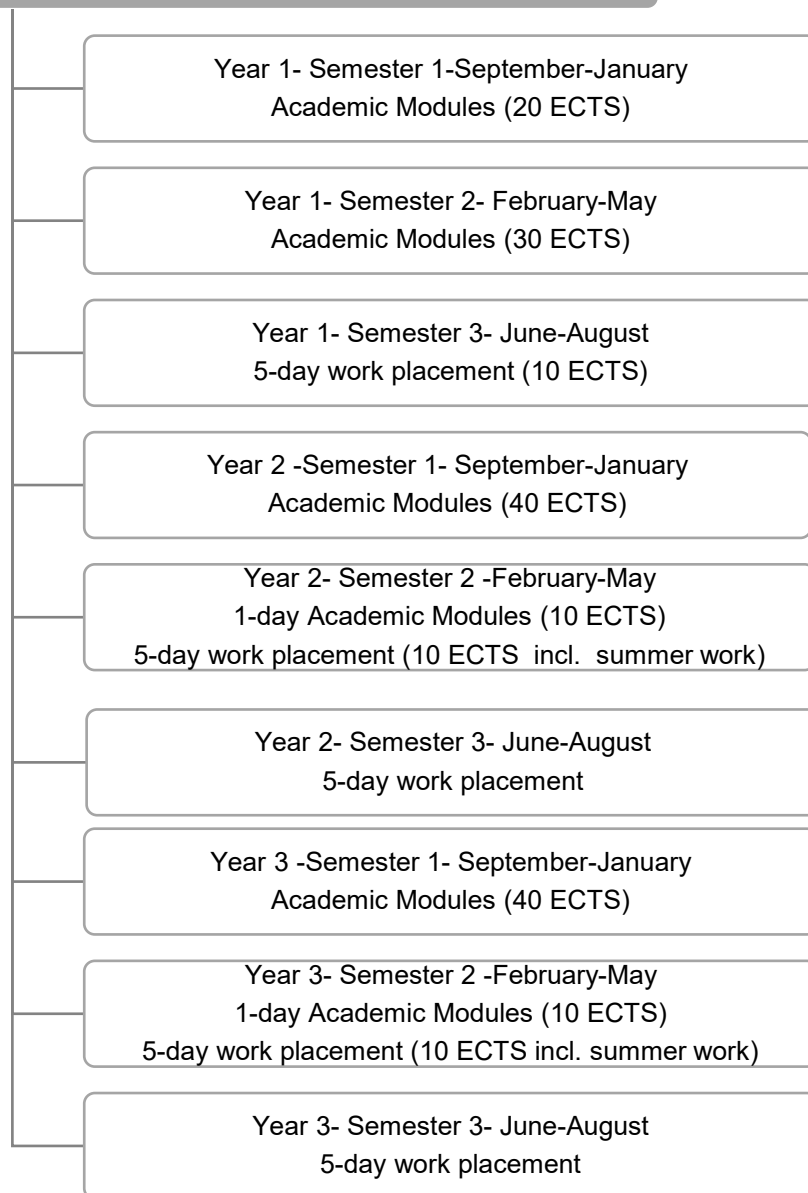 Year 1- Semester 1-September-January
Academic Modules (20 ECTS)
Year 1- Semester 2- February-May
Academic Modules (30 ECTS)
Year 1- Semester 3- June-August
5-day work placement (10 ECTS)
Year 2 -Semester 1- September-January
Academic Modules (40 ECTS)
Year 2- Semester 2 -February-May
1-day Academic Modules (10 ECTS)
5-day work placement (10 ECTS  incl.  summer work)
Year 2- Semester 3- June-August
5-day work placement
Year 3 -Semester 1- September-January
Academic Modules (40 ECTS)
Year 3- Semester 2 -February-May
1-day Academic Modules (10 ECTS)
5-day work placement (10 ECTS incl. summer work)
Year 3- Semester 3- June-August
5-day work placement